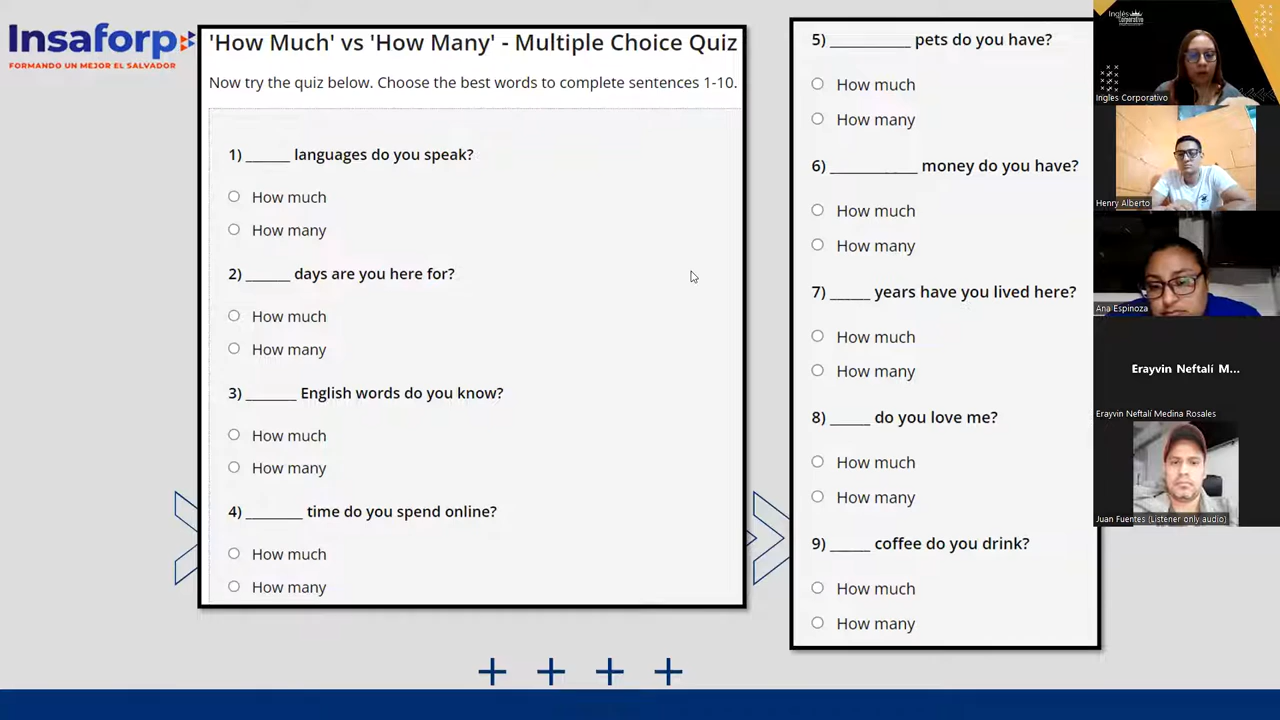 Insaforp
FORMANDO UN MEJOR EL SALVADOR
'How Much' vs 'How Many' - Multiple Choice Quiz
Now try the quiz below. Choose the best words to complete sentences 1-10.
1) ______ languages do you speak?
How much
How many
2) ______ days are you here for?
How much
How many
3) _______ English words do you know?
How much
How many
4) ________ time do you spend online?
How much
How many
5) ___________ pets do you have?
How much
How many
6) ____________ money do you have?
How much
How many
7) _____ years have you lived here?
How much
How many
8) _____ do you love me?
How much
How many
9) _____ coffee do you drink?
How much
How many
Inglés
Corporativo
Ingles Corporativo
Henry Alberto
Ana Espinoza
Erayvin Neftalí M...
Erayvin Neftalí Medina Rosales
Juan Fuentes (Listener only audio)